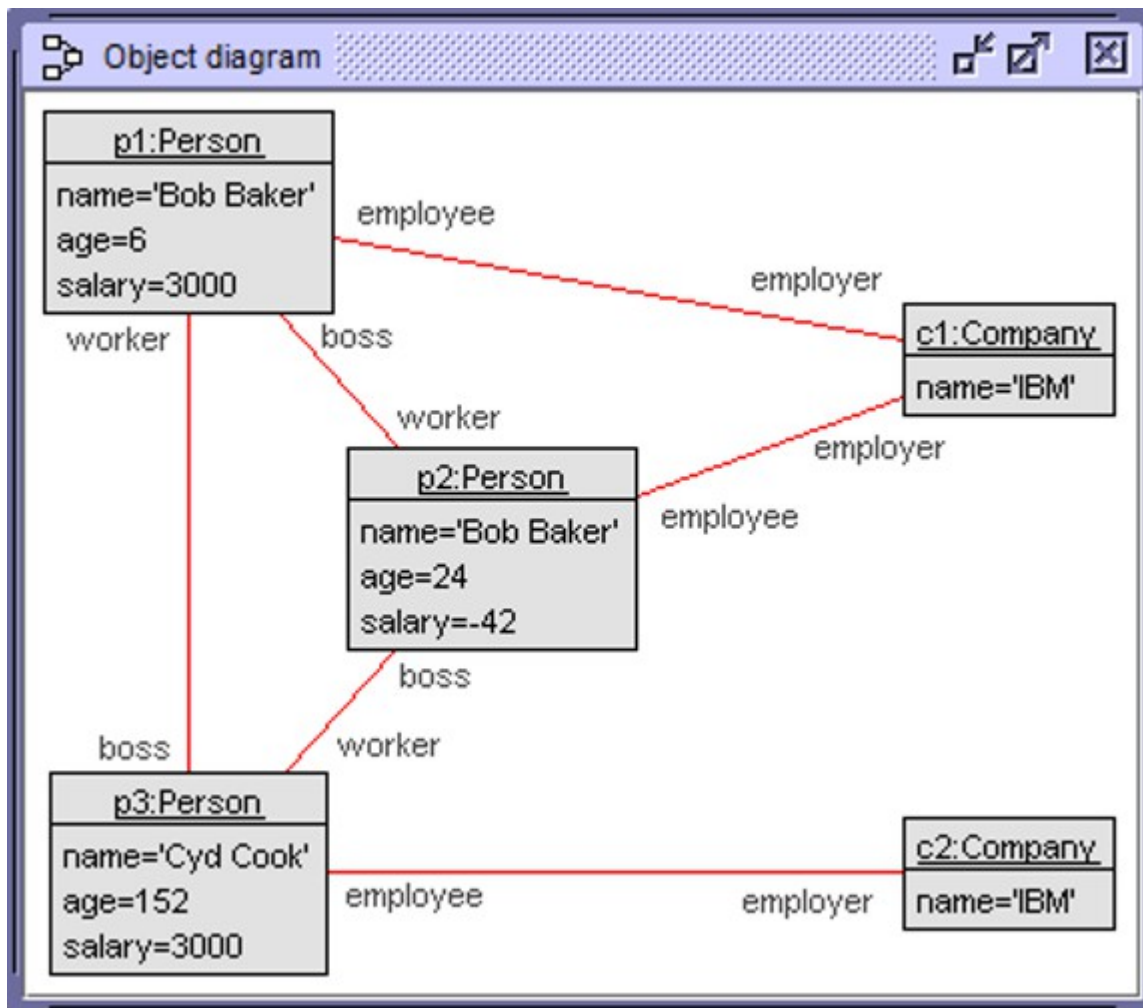 Object diagram
p1:Person
name='Bob Baker'
age=6
salary=3000
employee
employer
worker
boss
c1:Company
name='IBM'
worker
employer
p2:Person
employee
name='Bob Baker'
age=24
salary=-42
boss
boss
worker
p3:Person
name='Cyd Cook'
age=152
salary=3000
employee
employer
c2:Company
name='IBM'